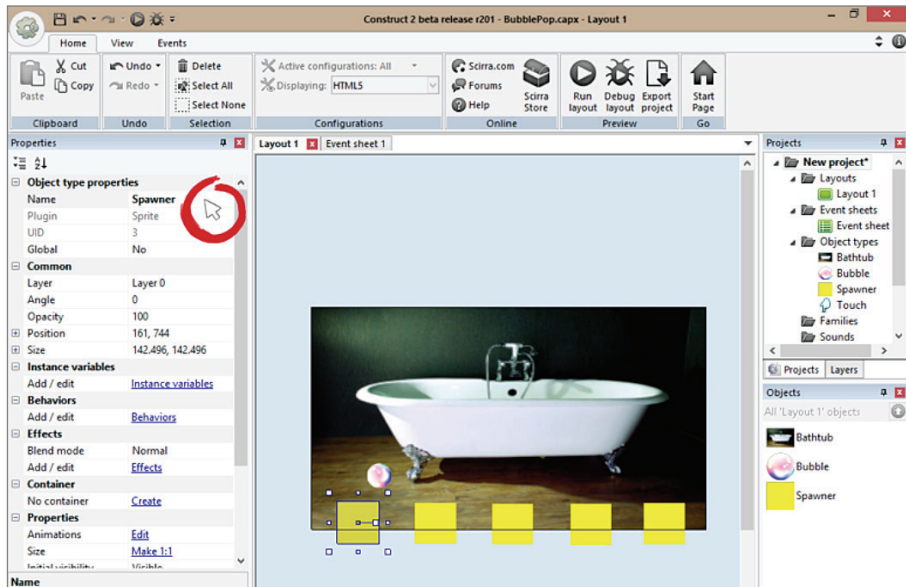 Construct 2 beta release r201 - BubblePop.capx - Layout 1
Home View Events
Paste
Cut
Copy
Clipboard
Undo
Redo
Undo
Delete
Select All
Select None
Selection
Active configurations: All
Displaying: HTML5
Configurations
Scirra.com
Forums
Help
Scirra Store
Online
Run layout
Debug layout
Export project
Preview
Start Page
Go
Properties
Object type properties
Name Spawner
Plugin Sprite
UID 3
Global No
Common
Layer Layer 0
Angle 0
Opacity 100
Position 161, 744
Size 142.496, 142.496
Instance variables
Add / edit Instance variables
Behaviors
Add / edit Behaviors
Effects
Blend mode Normal
Add / edit Effects
Container
No container Create
Properties
Animations Edit
Size Make 1:1
Initial visibility Visible
Name
Layout 1 Event sheet 1
Projects
New project*
Layouts
Layout 1
Event sheets
Event sheet
Object types
Bathtub
Bubble
Spawner
Touch
Families
Sounds
Projects Layers
Objects
All 'Layout 1' objects
Bathtub
Bubble
Spawner